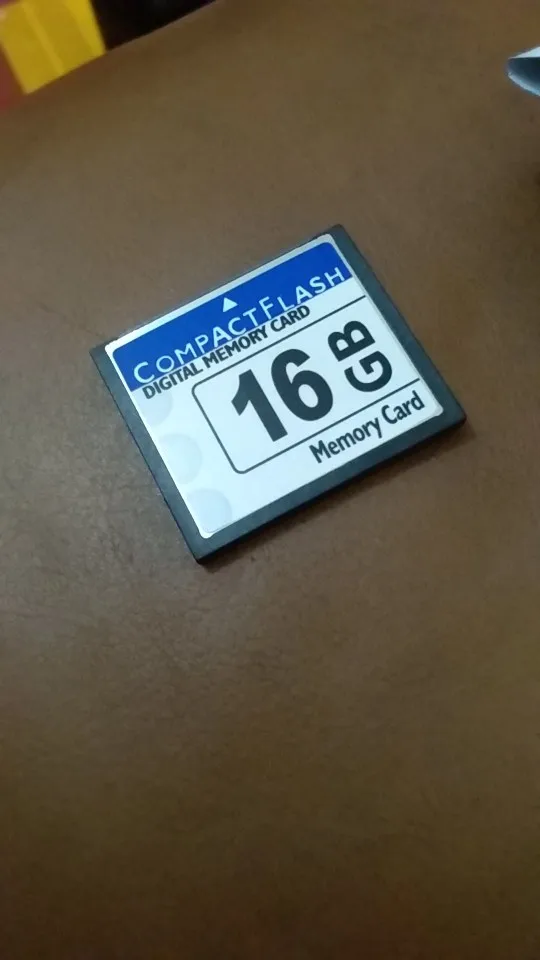 COMPACTFLASH
DIGITAL MEMORY CARD
16 GB
Memory Card